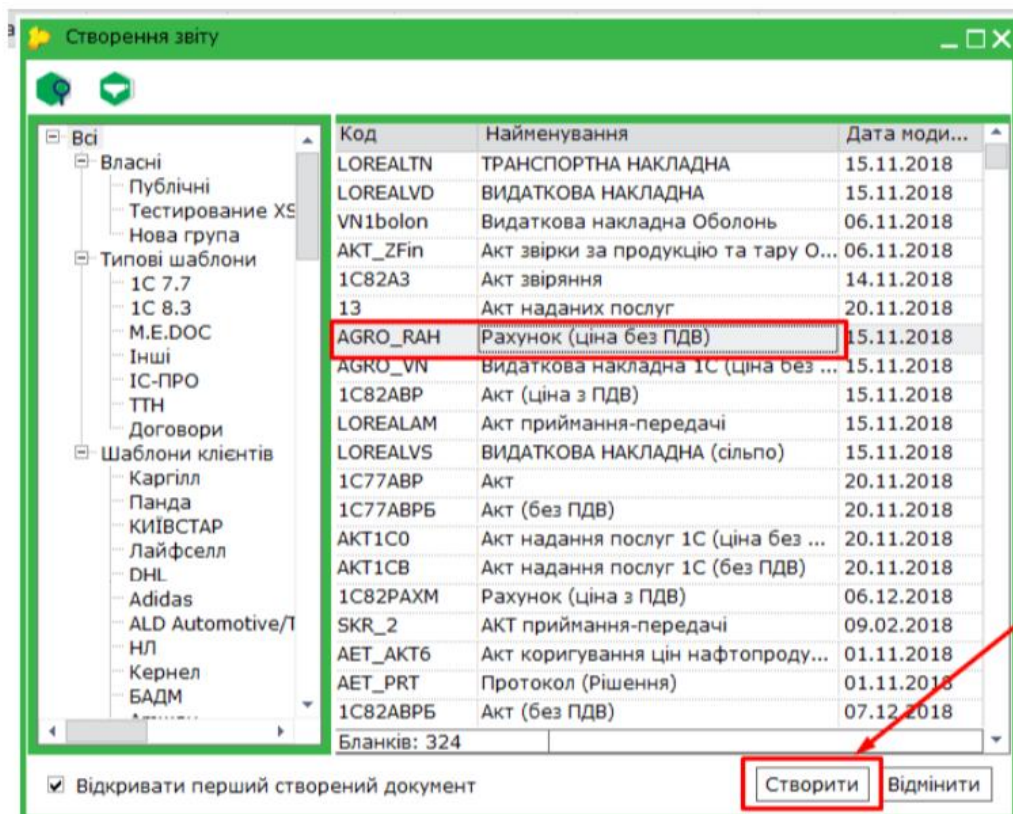 Створення звіту
Всі
Власні
Публічні
Тестирование XS
Нова група
Типові шаблони
1С 7.7
1С 8.3
M.E.DOC
Інші
ІС-ПРО
ТТН
Договори
Шаблони клієнтів
Каргілл
Панда
КИЇВСТАР
Лайфселл
DHL
Adidas
ALD Automotive/T
НЛ
Кернел
БАДМ
Код Найменування Дата моди...
LOREALTN ТРАНСПОРТНА НАКЛАДНА 15.11.2018
LOREALVD ВИДАТКОВА НАКЛАДНА 15.11.2018
VN1bolon Видаткова накладна Оболонь 06.11.2018
AKT_ZFin Акт звірки за продукцію та тару О... 06.11.2018
1C82A3 Акт звіряння 14.11.2018
13 Акт наданих послуг 20.11.2018
AGRO_RAH Рахунок (ціна без ПДВ) 15.11.2018
AGRO_VN Видаткова накладна 1С (ціна без ... 15.11.2018
1C82ABP Акт (ціна з ПДВ) 15.11.2018
LOREALAM Акт приймання-передачі 15.11.2018
LOREALVS ВИДАТКОВА НАКЛАДНА (сільпо) 15.11.2018
1C77ABP Акт 20.11.2018
1C77ABPБ Акт (без ПДВ) 20.11.2018
AKT1C0 Акт надання послуг 1С (ціна без ... 20.11.2018
AKT1CB Акт надання послуг 1С (без ПДВ) 20.11.2018
1C82PAXM Рахунок (ціна з ПДВ) 06.12.2018
SKR_2 АКТ приймання-передачі 09.02.2018
AET_AKT6 Акт коригування цін нафтопроду... 01.11.2018
AET_PRT Протокол (Рішення) 01.11.2018
1C82ABPБ Акт (без ПДВ) 07.12.2018
Бланків: 324
Відкривати перший створений документ
Створити Відмінити